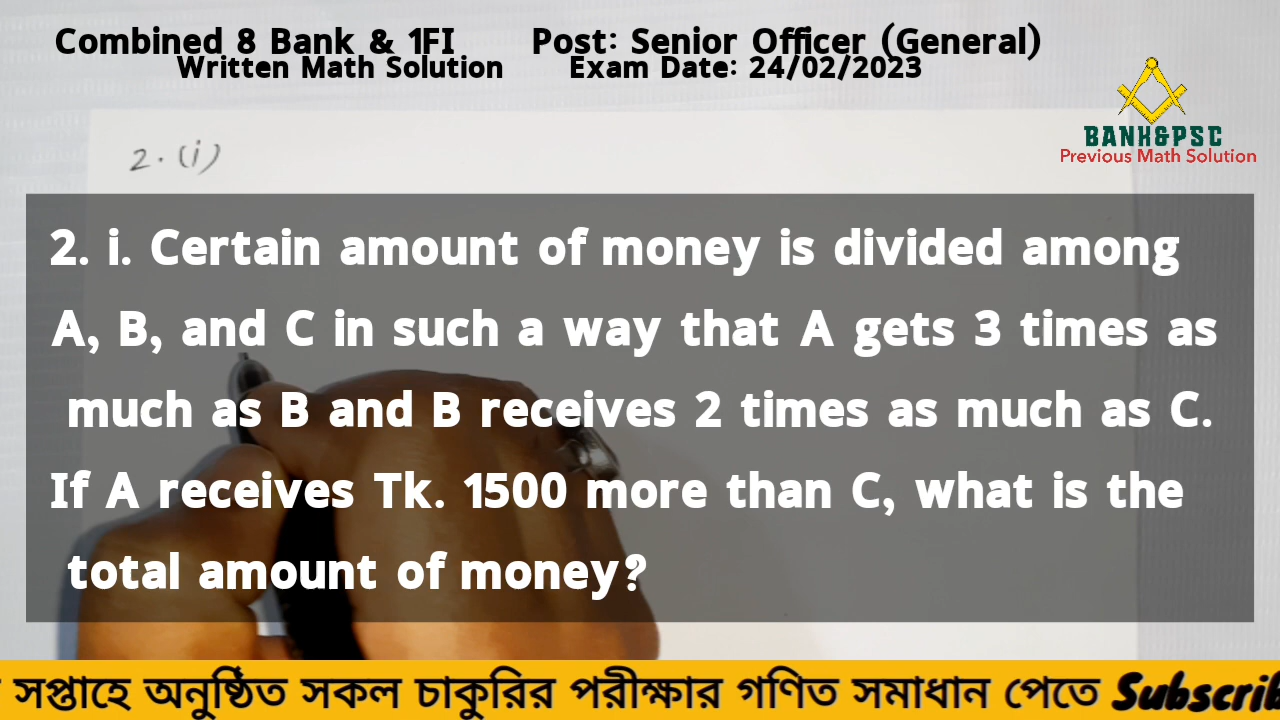 Combined 8 Bank & 1FI Post: Senior Officer (General)
Written Math Solution Exam Date: 24/02/2023
BANK&PSC
Previous Math Solution
2. (i)
2. i. Certain amount of money is divided among
A, B, and C in such a way that A gets 3 times as
much as B and B receives 2 times as much as C.
If A receives Tk. 1500 more than C, what is the
total amount of money?
সপ্তাহে অনুষ্ঠিত সকল চাকুরির পরীক্ষার গণিত সমাধান পেতে